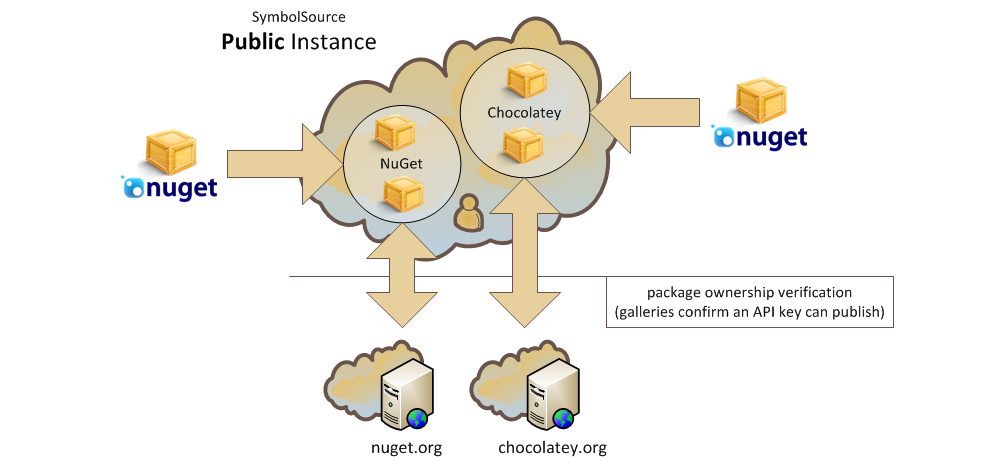 SymbolSource
Public Instance
Chocolatey
NuGet
nuget
nuget
package ownership verification
(galleries confirm an API key can publish)
nuget.org
chocolatey.org